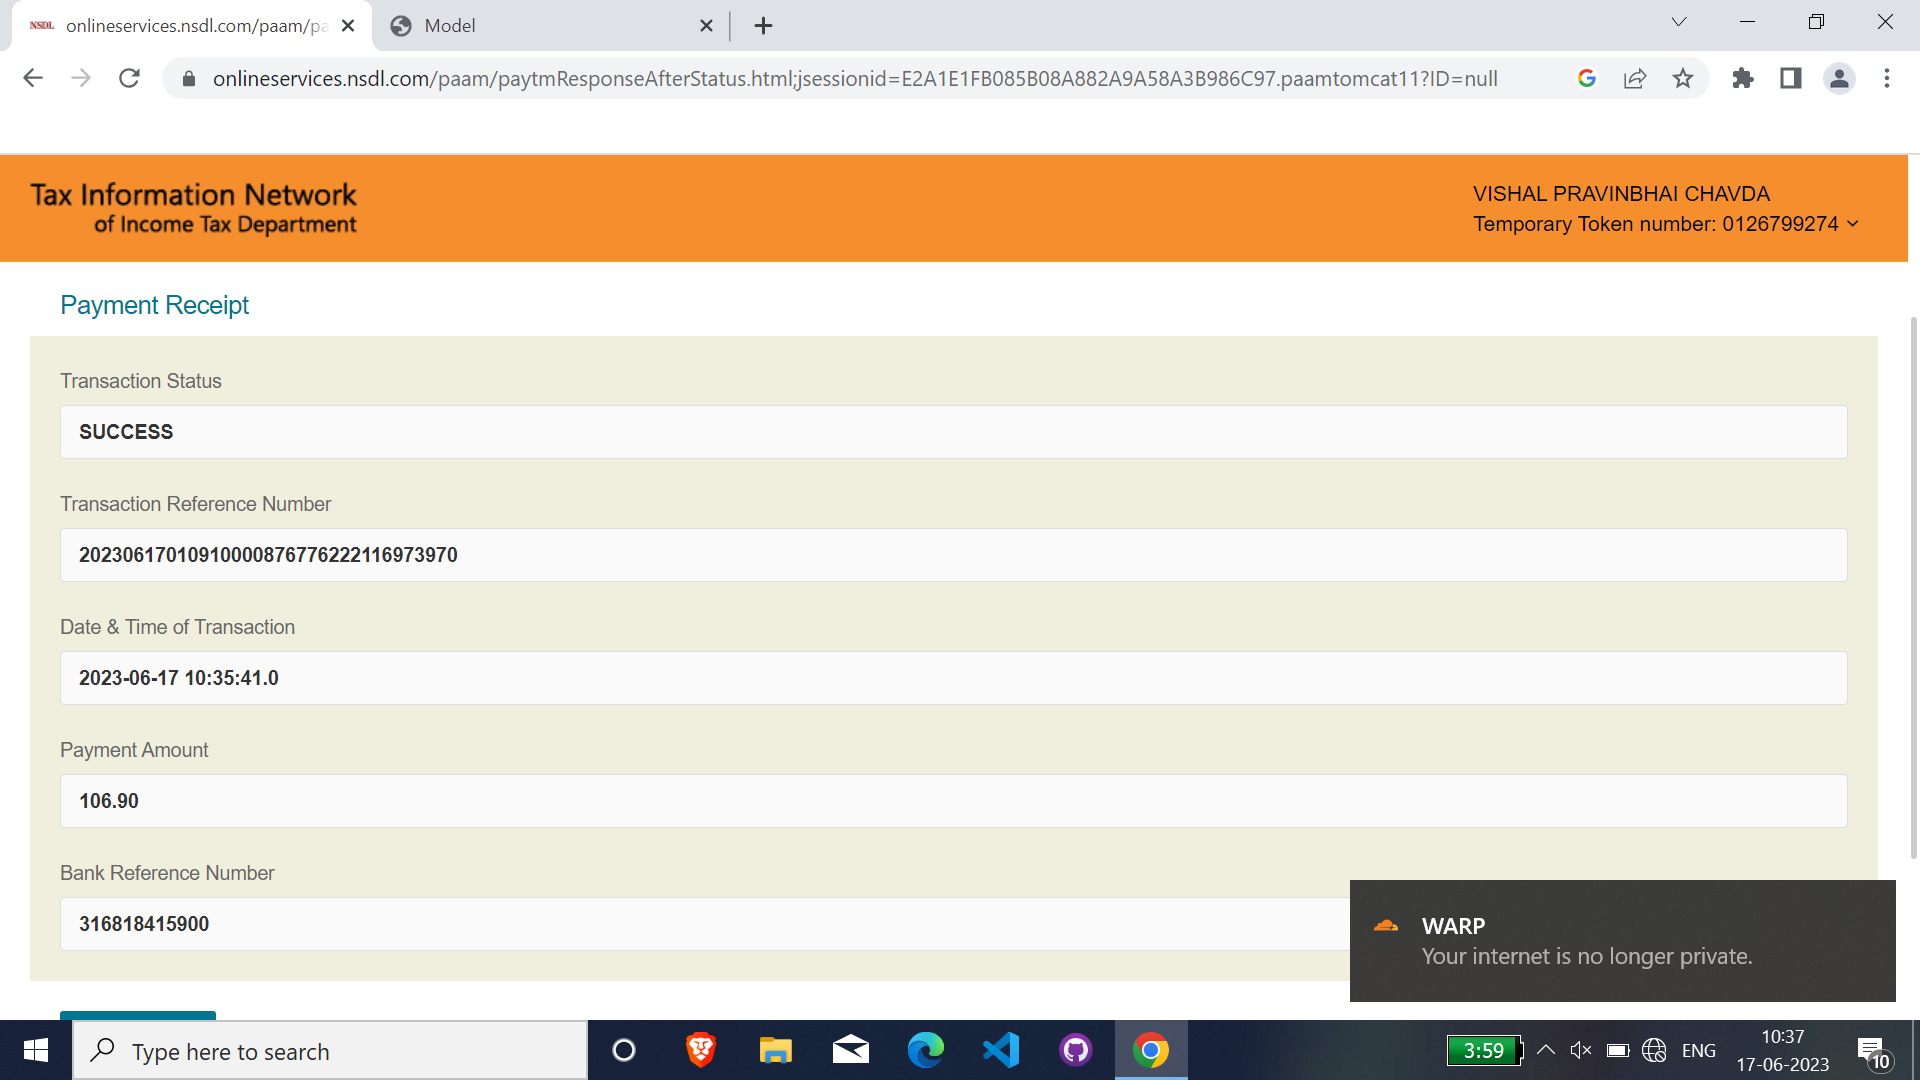 NSDL onlineservices.nsdl.com/paam/pa
Model
onlineservices.nsdl.com/paam/paytmResponseAfterStatus.html;jsessionid=E2A1E1FB085B08A882A9A58A3B986C97.paamtomcat11?ID=null
Tax Information Network
of Income Tax Department
VISHAL PRAVINBHAI CHAVDA
Temporary Token number: 0126799274
Payment Receipt
Transaction Status
SUCCESS
Transaction Reference Number
20230617010910000876776222116973970
Date & Time of Transaction
2023-06-17 10:35:41.0
Payment Amount
106.90
Bank Reference Number
316818415900
WARP
Your internet is no longer private.
Type here to search
3:59
ENG
10:37
17-06-2023
10